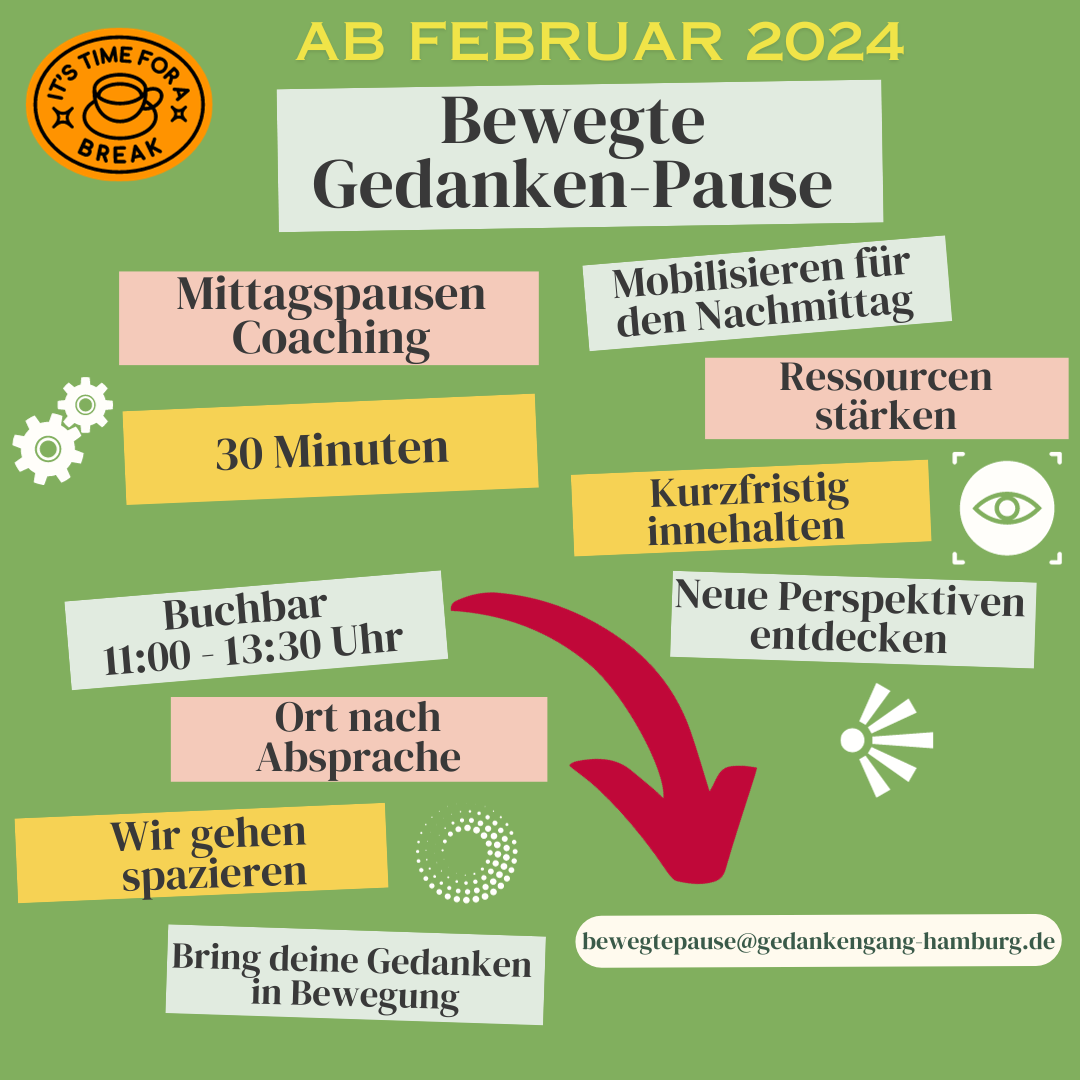 IT'S TIME FOR A
BREAK
AB FEBRUAR 2024
Bewegte
Gedanken-Pause
Mittagspausen
Coaching
Mobilisieren für
den Nachmittag
Ressourcen
stärken
30 Minuten
Kurzfristig
innehalten
Buchbar
11:00 - 13:30 Uhr
Neue Perspektiven
entdecken
Ort nach
Absprache
Wir gehen
spazieren
Bring deine Gedanken
in Bewegung
bewegtepause@gedankengang-hamburg.de